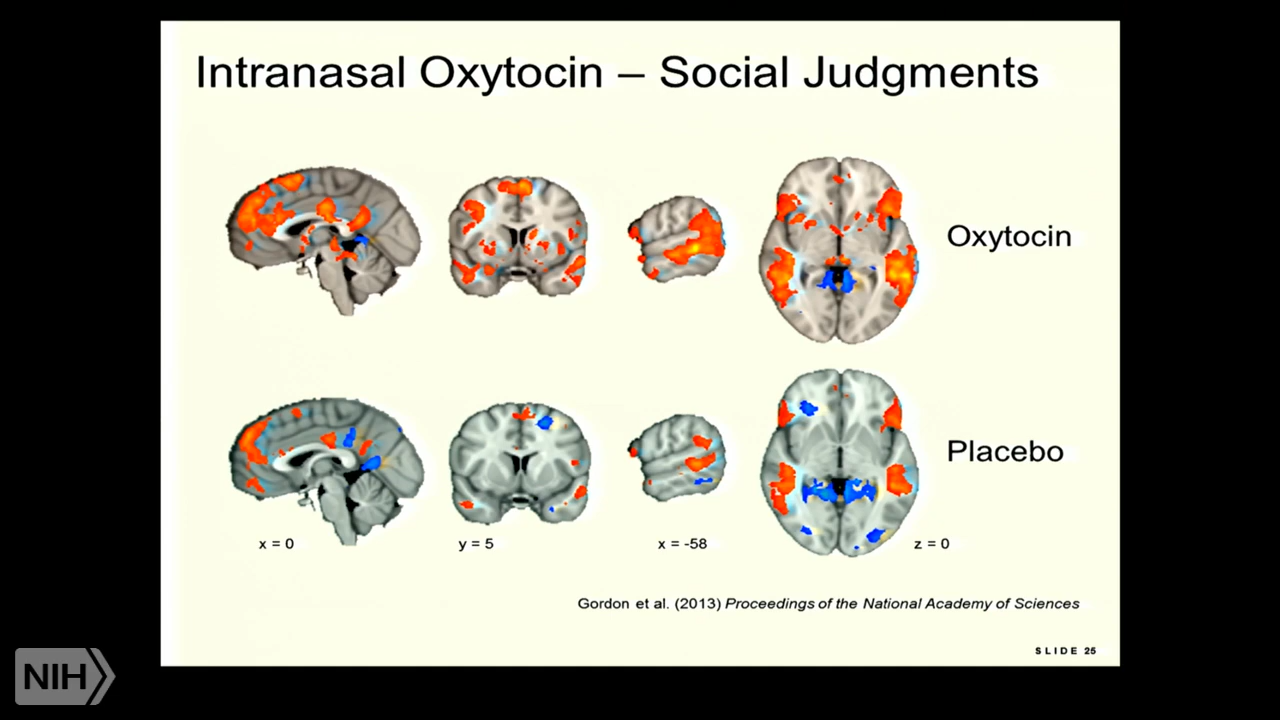 Intranasal Oxytocin – Social Judgments
Oxytocin
Placebo
x = 0
y = 5
x = -58
z = 0
Gordon et al. (2013) Proceedings of the National Academy of Sciences
SLIDE 25
NIH